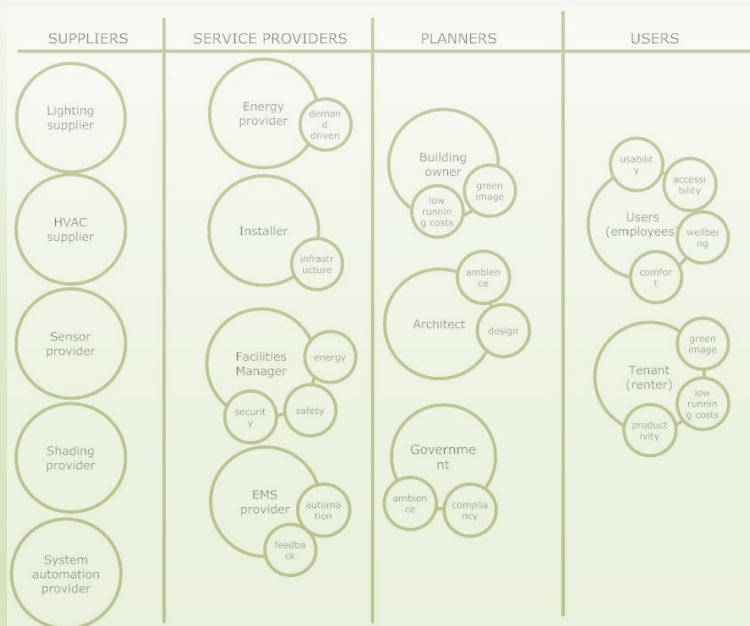 SUPPLIERS
SERVICE PROVIDERS
PLANNERS
USERS
Lighting
supplier
HVAC
supplier
Sensor
provider
Shading
provider
System
automation
provider
Energy
provider
deman
d
driven
Installer
infrastr
ucture
Facilities
Manager
energy
safety
securit
y
EMS
provider
automa
tion
feedba
ck
Building
owner
green
image
low
runnin
g costs
Architect
ambien
ce
design
Governme
nt
ambien
ce
complia
ncy
Users
(employees)
usabilit
y
accessi
bility
wellbei
ng
comfor
t
Tenant
(renter)
green
image
low
runnin
g costs
product
ivity